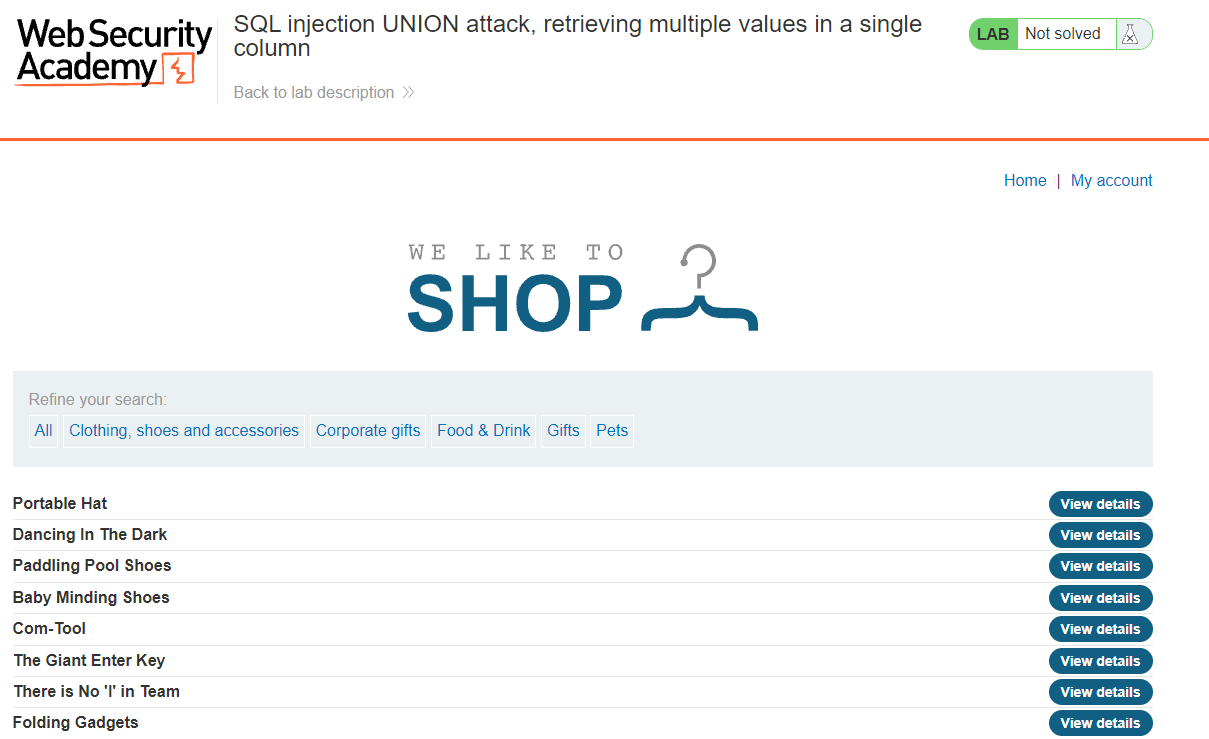 Web Security
Academy
SQL injection UNION attack, retrieving multiple values in a single
column
Back to lab description
LAB Not solved
Home | My account
WE LIKE TO
SHOP
Refine your search:
All Clothing, shoes and accessories Corporate gifts Food & Drink Gifts Pets
Portable Hat View details
Dancing In The Dark View details
Paddling Pool Shoes View details
Baby Minding Shoes View details
Com-Tool View details
The Giant Enter Key View details
There is No 'I' in Team View details
Folding Gadgets View details